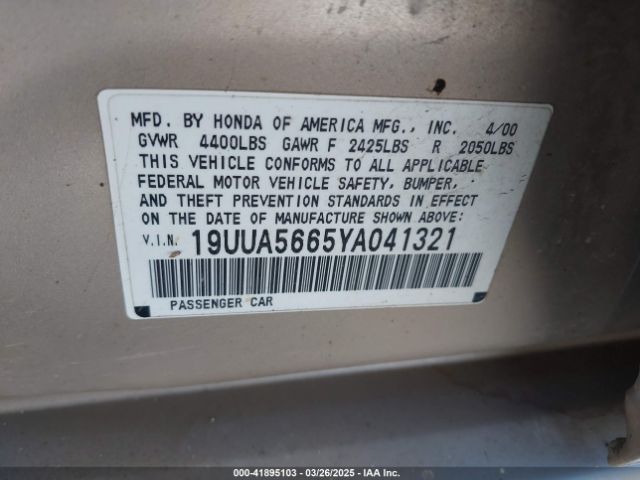 MFD. BY HONDA OF AMERICA MFG., INC. 4/00
GVWR 4400LBS GAWR F 2425LBS R 2050LBS
THIS VEHICLE CONFORMS TO ALL APPLICABLE
FEDERAL MOTOR VEHICLE SAFETY, BUMPER,
AND THEFT PREVENTION STANDARDS IN EFFECT
ON THE DATE OF MANUFACTURE SHOWN ABOVE:
V.I.N. 19UUA5665YA041321
PASSENGER CAR
000-41895103 - 03/26/2025 - IAA Inc.